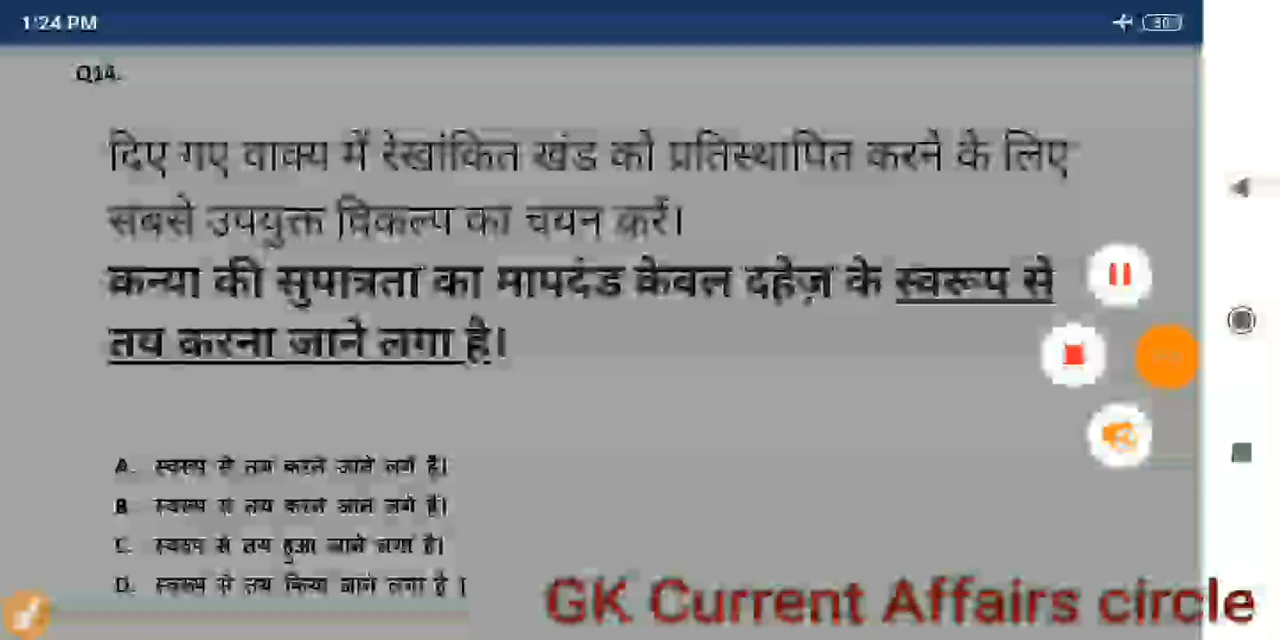 1:24 PM
30
Q14.
दिए गए वाक्य में रेखांकित खंड को प्रतिस्थापित करने के लिए
सबसे उपयुक्त विकल्प का चयन करें।
कन्या की सुपात्रता का मापदंड केवल दहेज़ के स्वरूप से
तय करना जाने लगा है।
A. स्वरूप से तय करने जाने लगे हैं।
B. स्वरूप से तय करने जाने लगे हैं।
C. स्वरूप से तय हुआ जाने लगा है।
D. स्वरूप से तय किया जाने लगा है।
GK Current Affairs circle